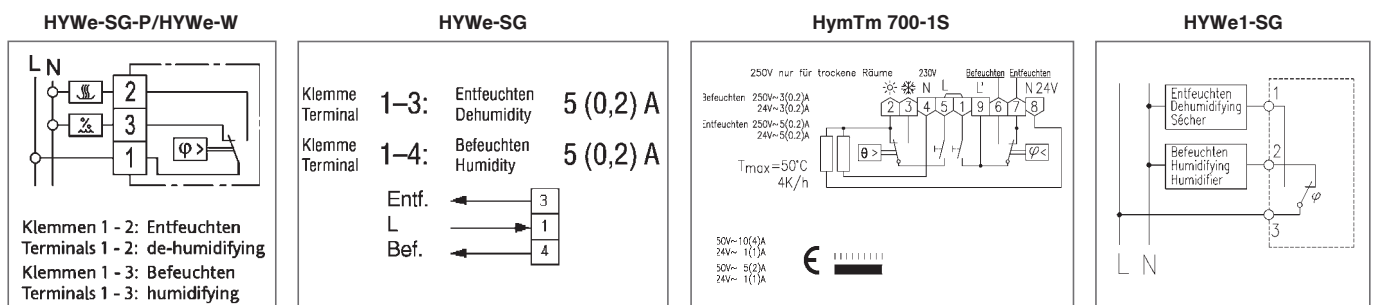 HYWe-SG-P/HYWe-W
L N
2
%
3
φ>
1
Klemmen 1 - 2: Entfeuchten
Terminals 1 - 2: de-humidifying
Klemmen 1 - 3: Befeuchten
Terminals 1 - 3: humidifying
HYWe-SG
Klemme
Terminal
1–3:
Entfeuchten
Dehumidity
5 (0,2) A
Klemme
Terminal
1–4:
Befeuchten
Humidity
5 (0,2) A
Entf.
3
L
1
Bef.
4
HymTm 700-1S
250V nur für trockene Räume
230V
Befeuchten Entfeuchten
N L L' N 24V
Befeuchten 250V~3(0.2)A
24V~3(0.2)A
2 3 4 5 1 9 6 7 8
Entfeuchten 250V~5(0.2)A
24V~5(0.2)A
θ>
φ<
Tmax=50°C
4K/h
50V~10(4)A
24V~ 1(1)A
50V~ 5(2)A
24V~ 1(1)A
CE
HYWe1-SG
Entfeuchten
Dehumidifying
Sécher
1
Befeuchten
Humidifying
Humidifier
2
φ
3
L N